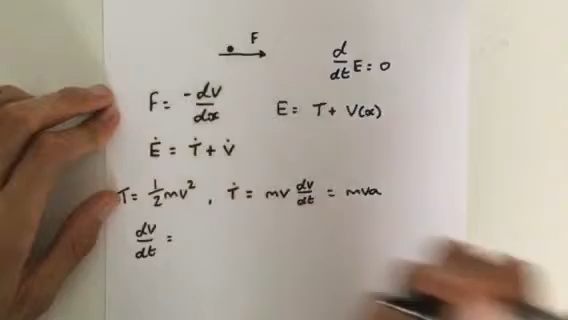 F
d/dt E = 0
F = -dV/dx
E = T + V(x)
Ė = Ṫ + V̇
T = 1/2 mv², Ṫ = mv dv/dt = mva
dV/dt =